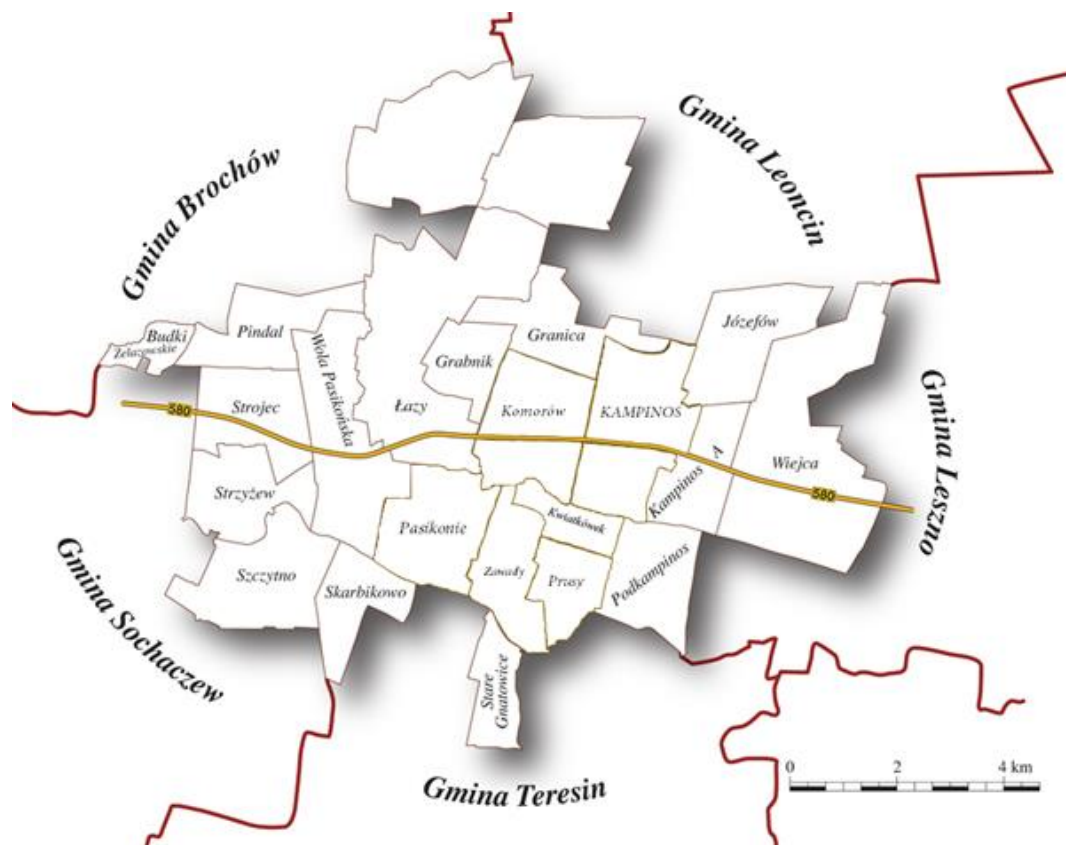 Gmina Brochów
Gmina Leoncin
Budki
Żelazowskie
Pindal
Wola Pasikońska
Grabnik
Granica
Józefów
Strojec
Łazy
Komorów
KAMPINOS
580
Kampinos A
Wiejca
580
Gmina Leszno
Strzyżew
Pasikonie
Kwiatkówek
Szczytno
Skarbikowo
Zawady
Prusy
Podkampinos
Gmina Sochaczew
Stare
Gnatowice
Gmina Teresin
0 2 4 km